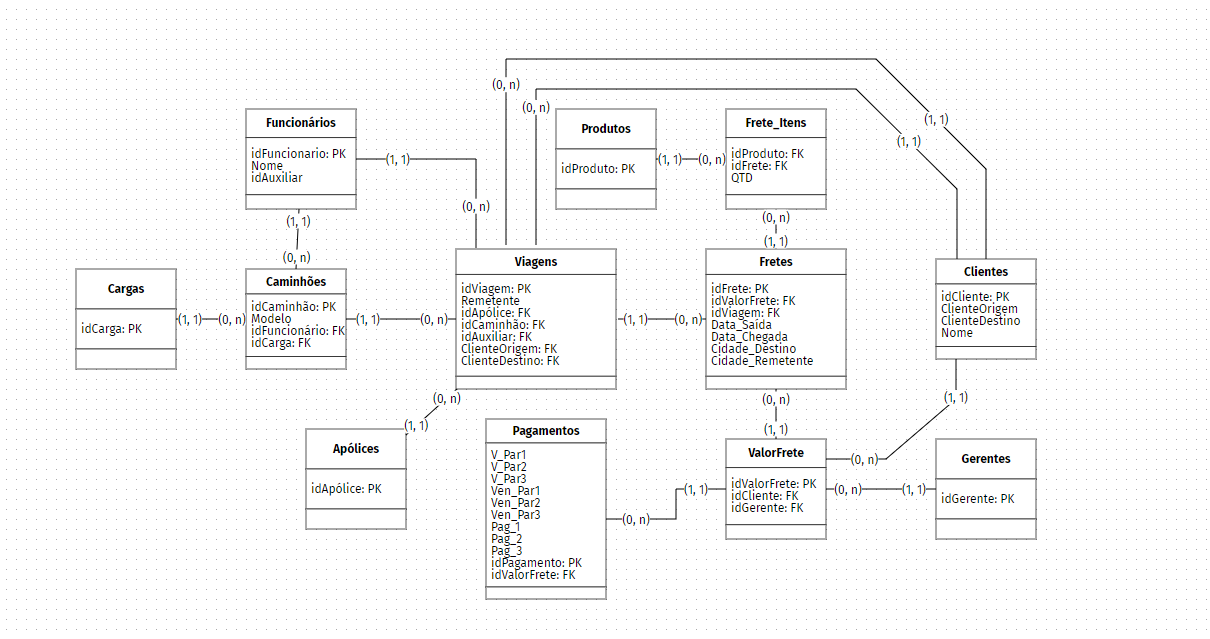 (0, n)
(0, n)
(1, 1)
(1, 1)
Funcionários
idFuncionario: PK
Nome
idAuxiliar
(1, 1)
(0, n)
Produtos
idProduto: PK
(1, 1)
(0, n)
Frete_Itens
idProduto: FK
idFrete: FK
QTD
(1, 1)
(0, n)
(0, n)
(1, 1)
Cargas
idCarga: PK
(1, 1)
(0, n)
Caminhões
idCaminhão: PK
Modelo
idFuncionário: FK
idCarga: FK
(1, 1)
(0, n)
Viagens
idViagem: PK
Remetente
idApólice: FK
idCaminhão: FK
idAuxiliar: FK
ClienteOrigem: FK
ClienteDestino: FK
(1, 1)
(0, n)
Fretes
idFrete: PK
idValorFrete: FK
idViagem: FK
Data_Saída
Data_Chegada
Cidade_Destino
Cidade_Remetente
Clientes
idCliente: PK
ClienteOrigem
ClienteDestino
Nome
(0, n)
(1, 1)
(0, n)
(1, 1)
(1, 1)
Apólices
idApólice: PK
Pagamentos
V_Par1
V_Par2
V_Par3
Ven_Par1
Ven_Par2
Ven_Par3
Pag_1
Pag_2
Pag_3
idPagamento: PK
idValorFrete: FK
(0, n)
(1, 1)
ValorFrete
idValorFrete: PK
idCliente: FK
idGerente: FK
(0, n)
(0, n)
(1, 1)
Gerentes
idGerente: PK